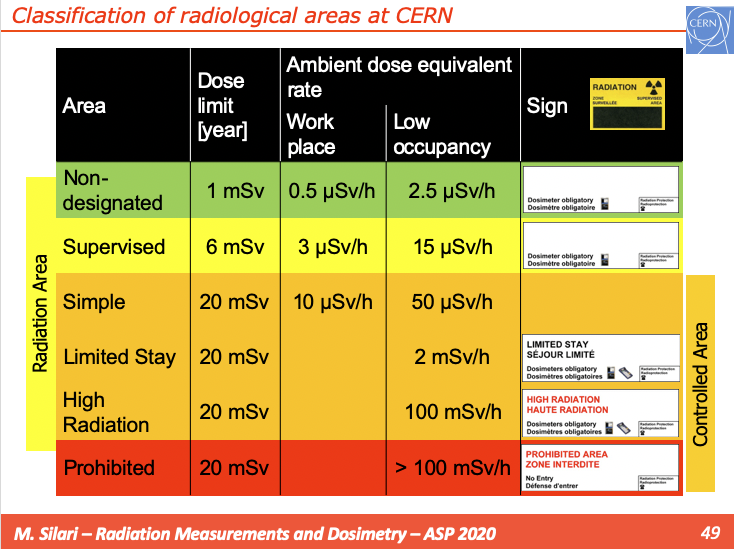 Classification of radiological areas at CERN
CERN
Area
Dose limit [year]
Ambient dose equivalent rate
Work place
Low occupancy
Sign
RADIATION
ZONE SURVEILLÉE
SUPERVISED AREA
Non-designated
1 mSv
0.5 µSv/h
2.5 µSv/h
Dosimeter obligatory
Dosimètre obligatoire
Radiation Protection
Radioprotection
Radiation Area
Supervised
6 mSv
3 µSv/h
15 µSv/h
Dosimeter obligatory
Dosimètre obligatoire
Radiation Protection
Radioprotection
Simple
20 mSv
10 µSv/h
50 µSv/h
Controlled Area
Limited Stay
20 mSv
2 mSv/h
LIMITED STAY
SÉJOUR LIMITÉ
Dosimeters obligatory
Dosimètres obligatoires
Radiation Protection
Radioprotection
High Radiation
20 mSv
100 mSv/h
HIGH RADIATION
HAUTE RADIATION
Dosimeters obligatory
Dosimètres obligatoires
Radiation Protection
Radioprotection
Prohibited
20 mSv
> 100 mSv/h
PROHIBITED AREA
ZONE INTERDITE
No Entry
Défense d'entrer
Radiation Protection
Radioprotection
M. Silari – Radiation Measurements and Dosimetry – ASP 2020
49